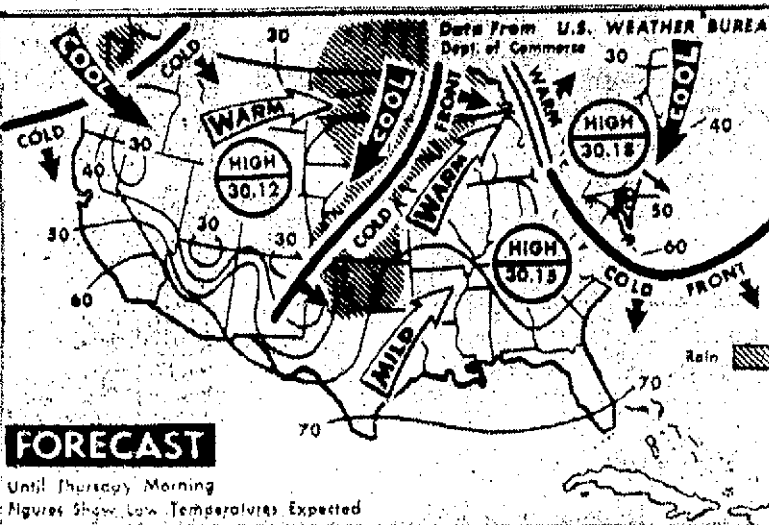 Data From U.S. WEATHER BUREA
Dept. of Commerce
COOL
COLD
30
WARM
COOL
FRONT
WARM
30
COOL
COLD
30
40
HIGH
30.12
HIGH
30.18
40
50
60
30
30
COLD
WARM
HIGH
30.15
50
60
COLD
FRONT
MILD
Rain
70
70
FORECAST
Until Thursday Morning
Figures Show Low Temperatures Expected